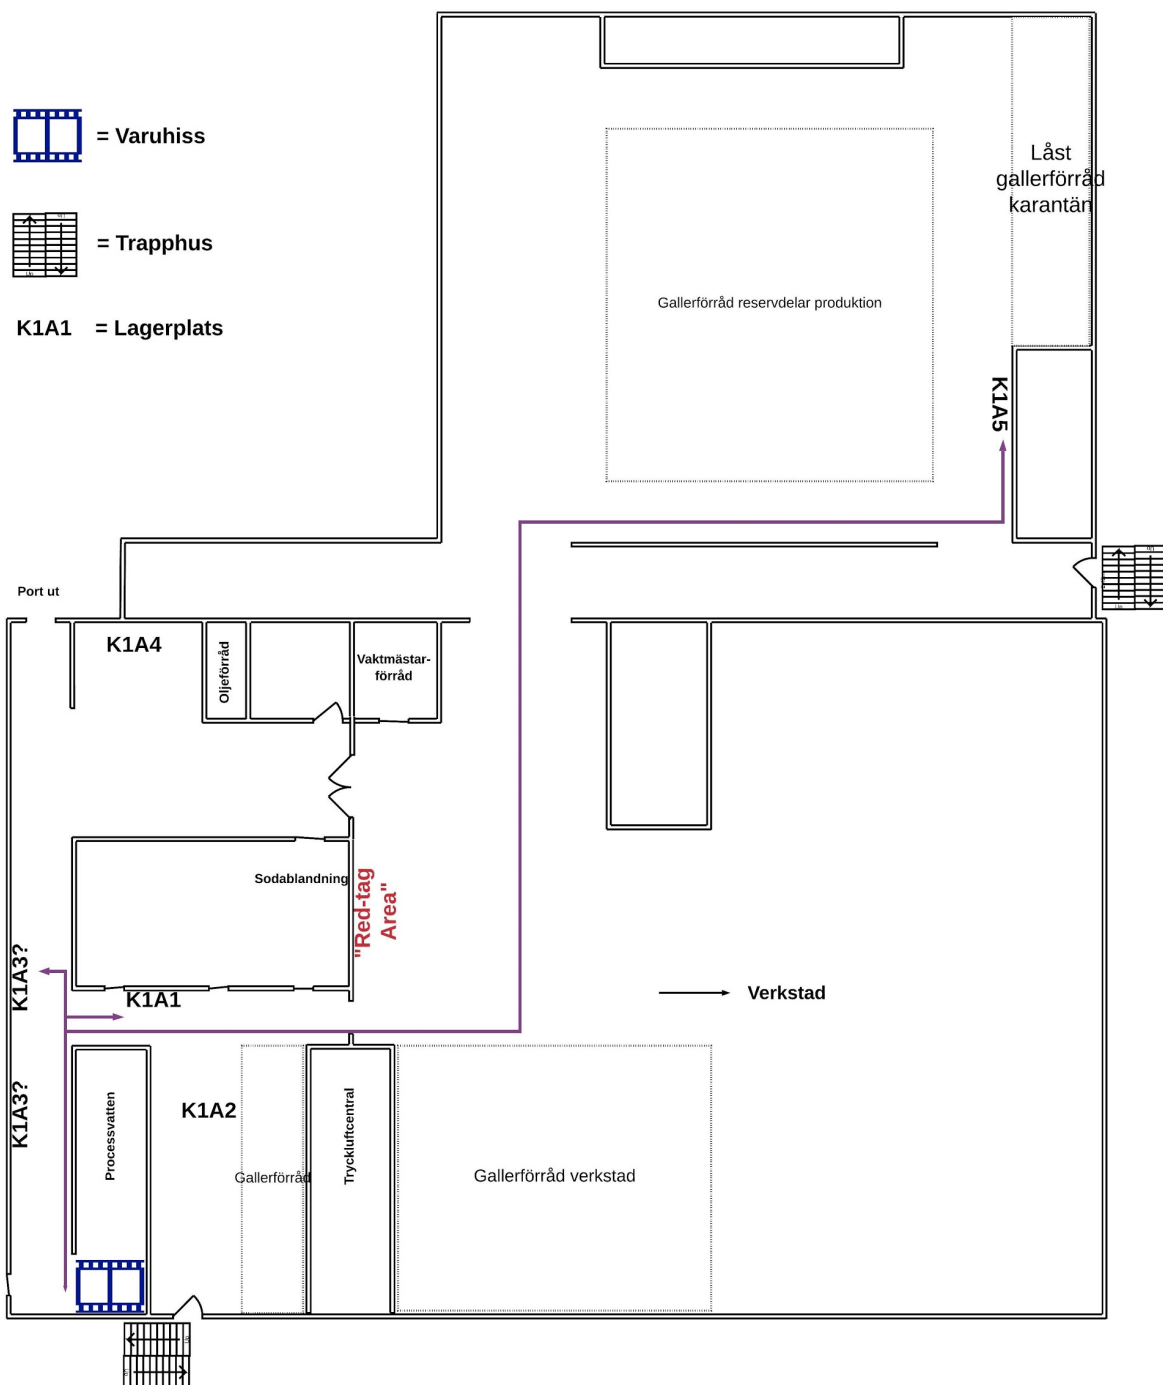 = Varuhiss
= Trapphus
K1A1 = Lagerplats
Låst
gallerförråd
karantän
Gallerförråd reservdelar produktion
K1A5
Port ut
K1A4
Oljeförråd
Vaktmästar-
förråd
Sodablandning
"Red-tag
Area"
K1A3?
K1A1
Verkstad
K1A3?
Processvatten
K1A2
Gallerförråd
Tryckluftcentral
Gallerförråd verkstad